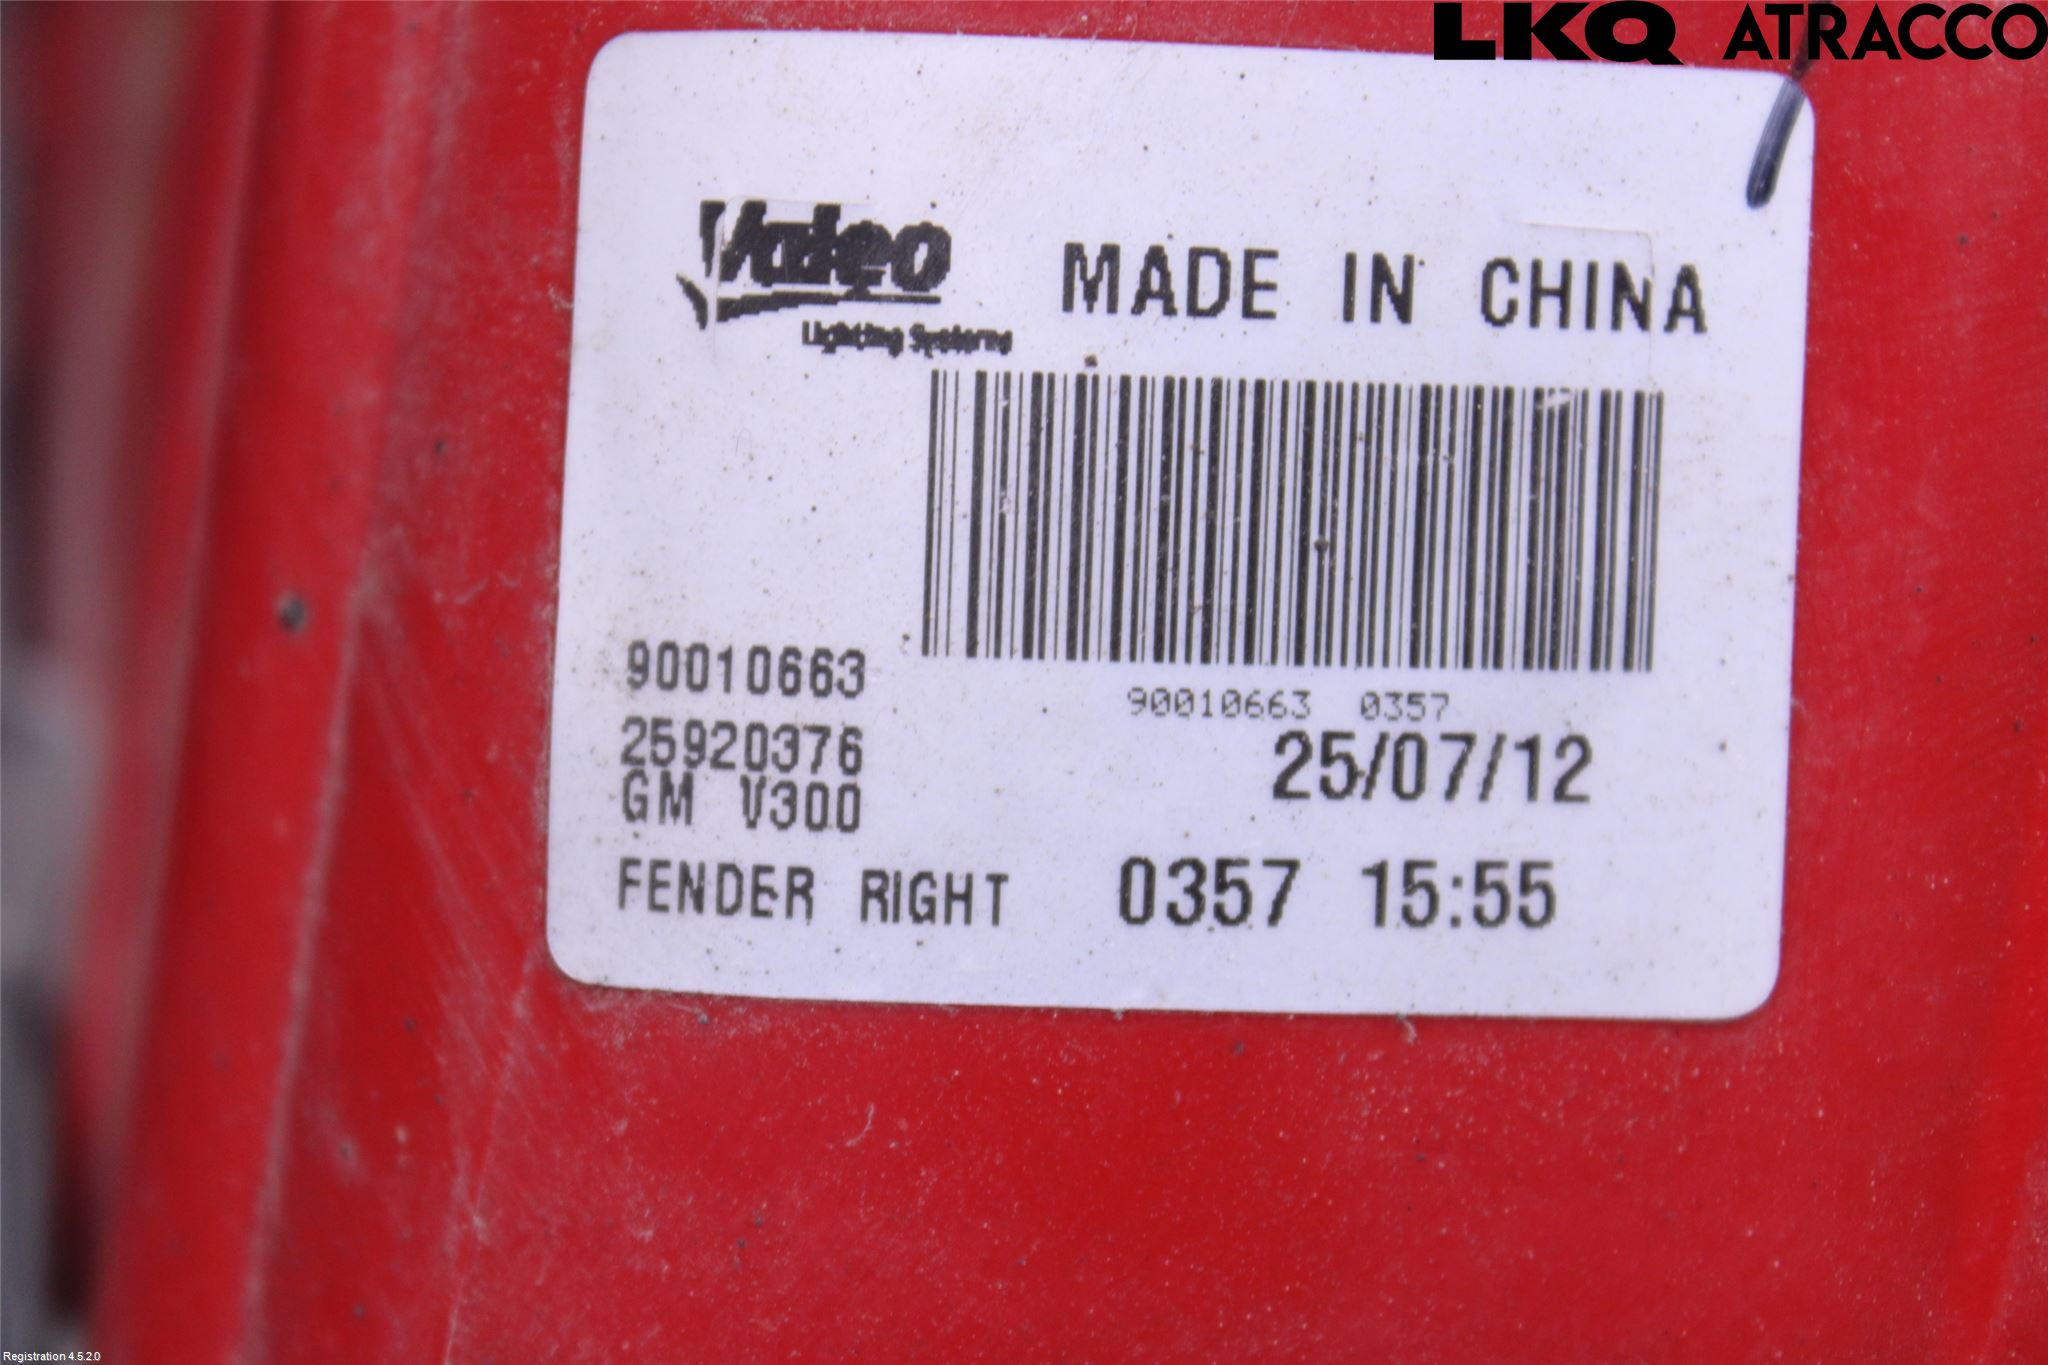 LKQ ATRACCO
Valeo
Lighting Systems
MADE IN CHINA
90010663
90010663 0357
25920376
25/07/12
GM V300
FENDER RIGHT 0357 15:55
Registration 4.5.2.0